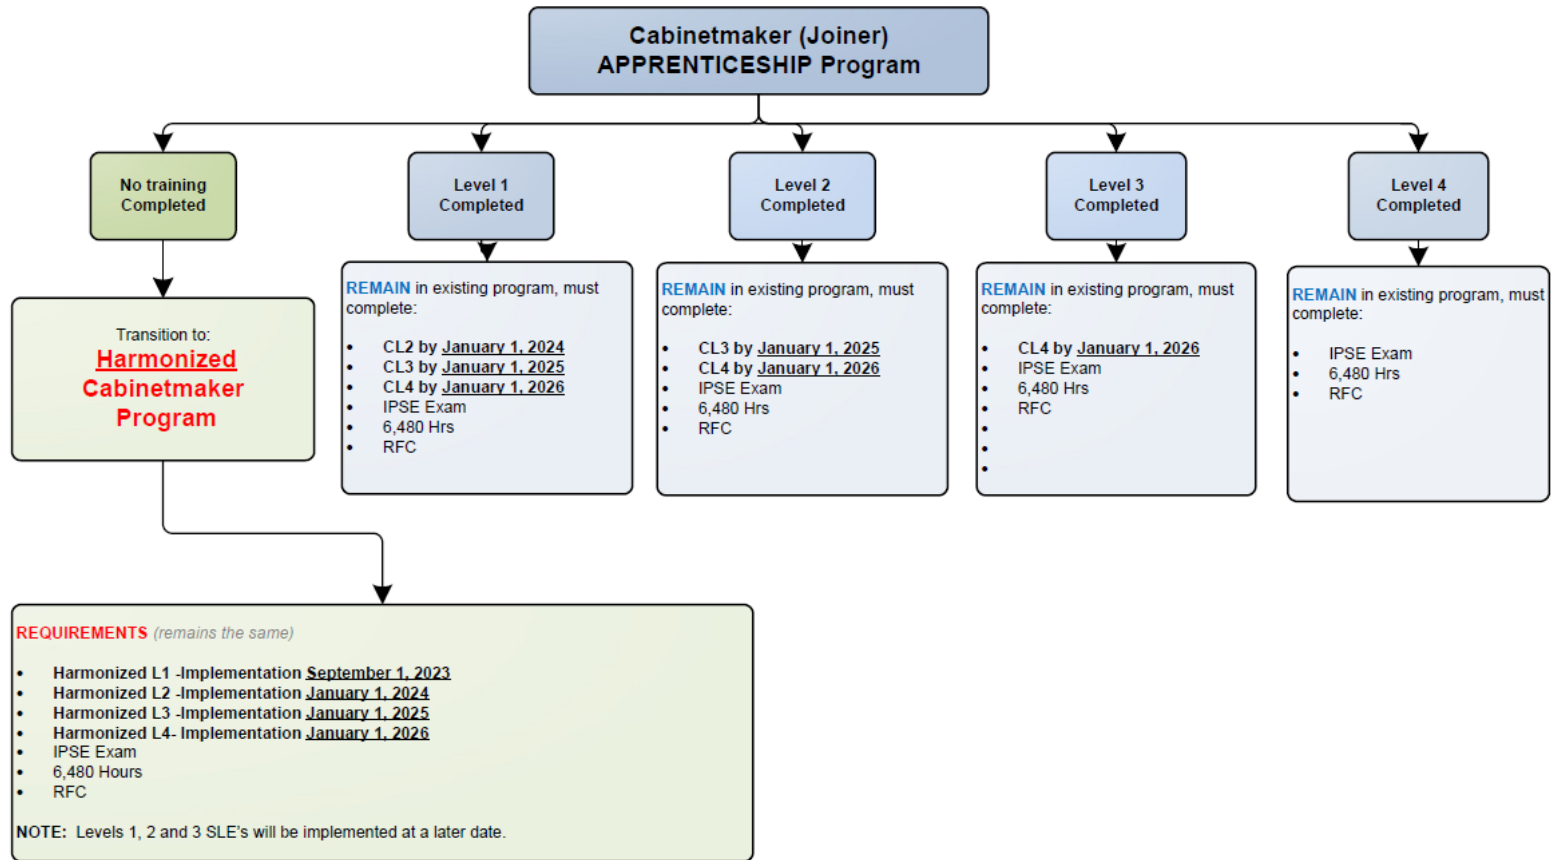 Cabinetmaker (Joiner)
APPRENTICESHIP Program
No training
Completed
Level 1
Completed
Level 2
Completed
Level 3
Completed
Level 4
Completed
Transition to:
Harmonized
Cabinetmaker
Program
REMAIN in existing program, must
complete:
• CL2 by January 1, 2024
• CL3 by January 1, 2025
• CL4 by January 1, 2026
• IPSE Exam
• 6,480 Hrs
• RFC
REMAIN in existing program, must
complete:
• CL3 by January 1, 2025
• CL4 by January 1, 2026
• IPSE Exam
• 6,480 Hrs
• RFC
REMAIN in existing program, must
complete:
• CL4 by January 1, 2026
• IPSE Exam
• 6,480 Hrs
• RFC
•
•
•
REMAIN in existing program, must
complete:
• IPSE Exam
• 6,480 Hrs
• RFC
REQUIREMENTS (remains the same)
• Harmonized L1 -Implementation September 1, 2023
• Harmonized L2 -Implementation January 1, 2024
• Harmonized L3 -Implementation January 1, 2025
• Harmonized L4- Implementation January 1, 2026
• IPSE Exam
• 6,480 Hours
• RFC
NOTE: Levels 1, 2 and 3 SLE's will be implemented at a later date.